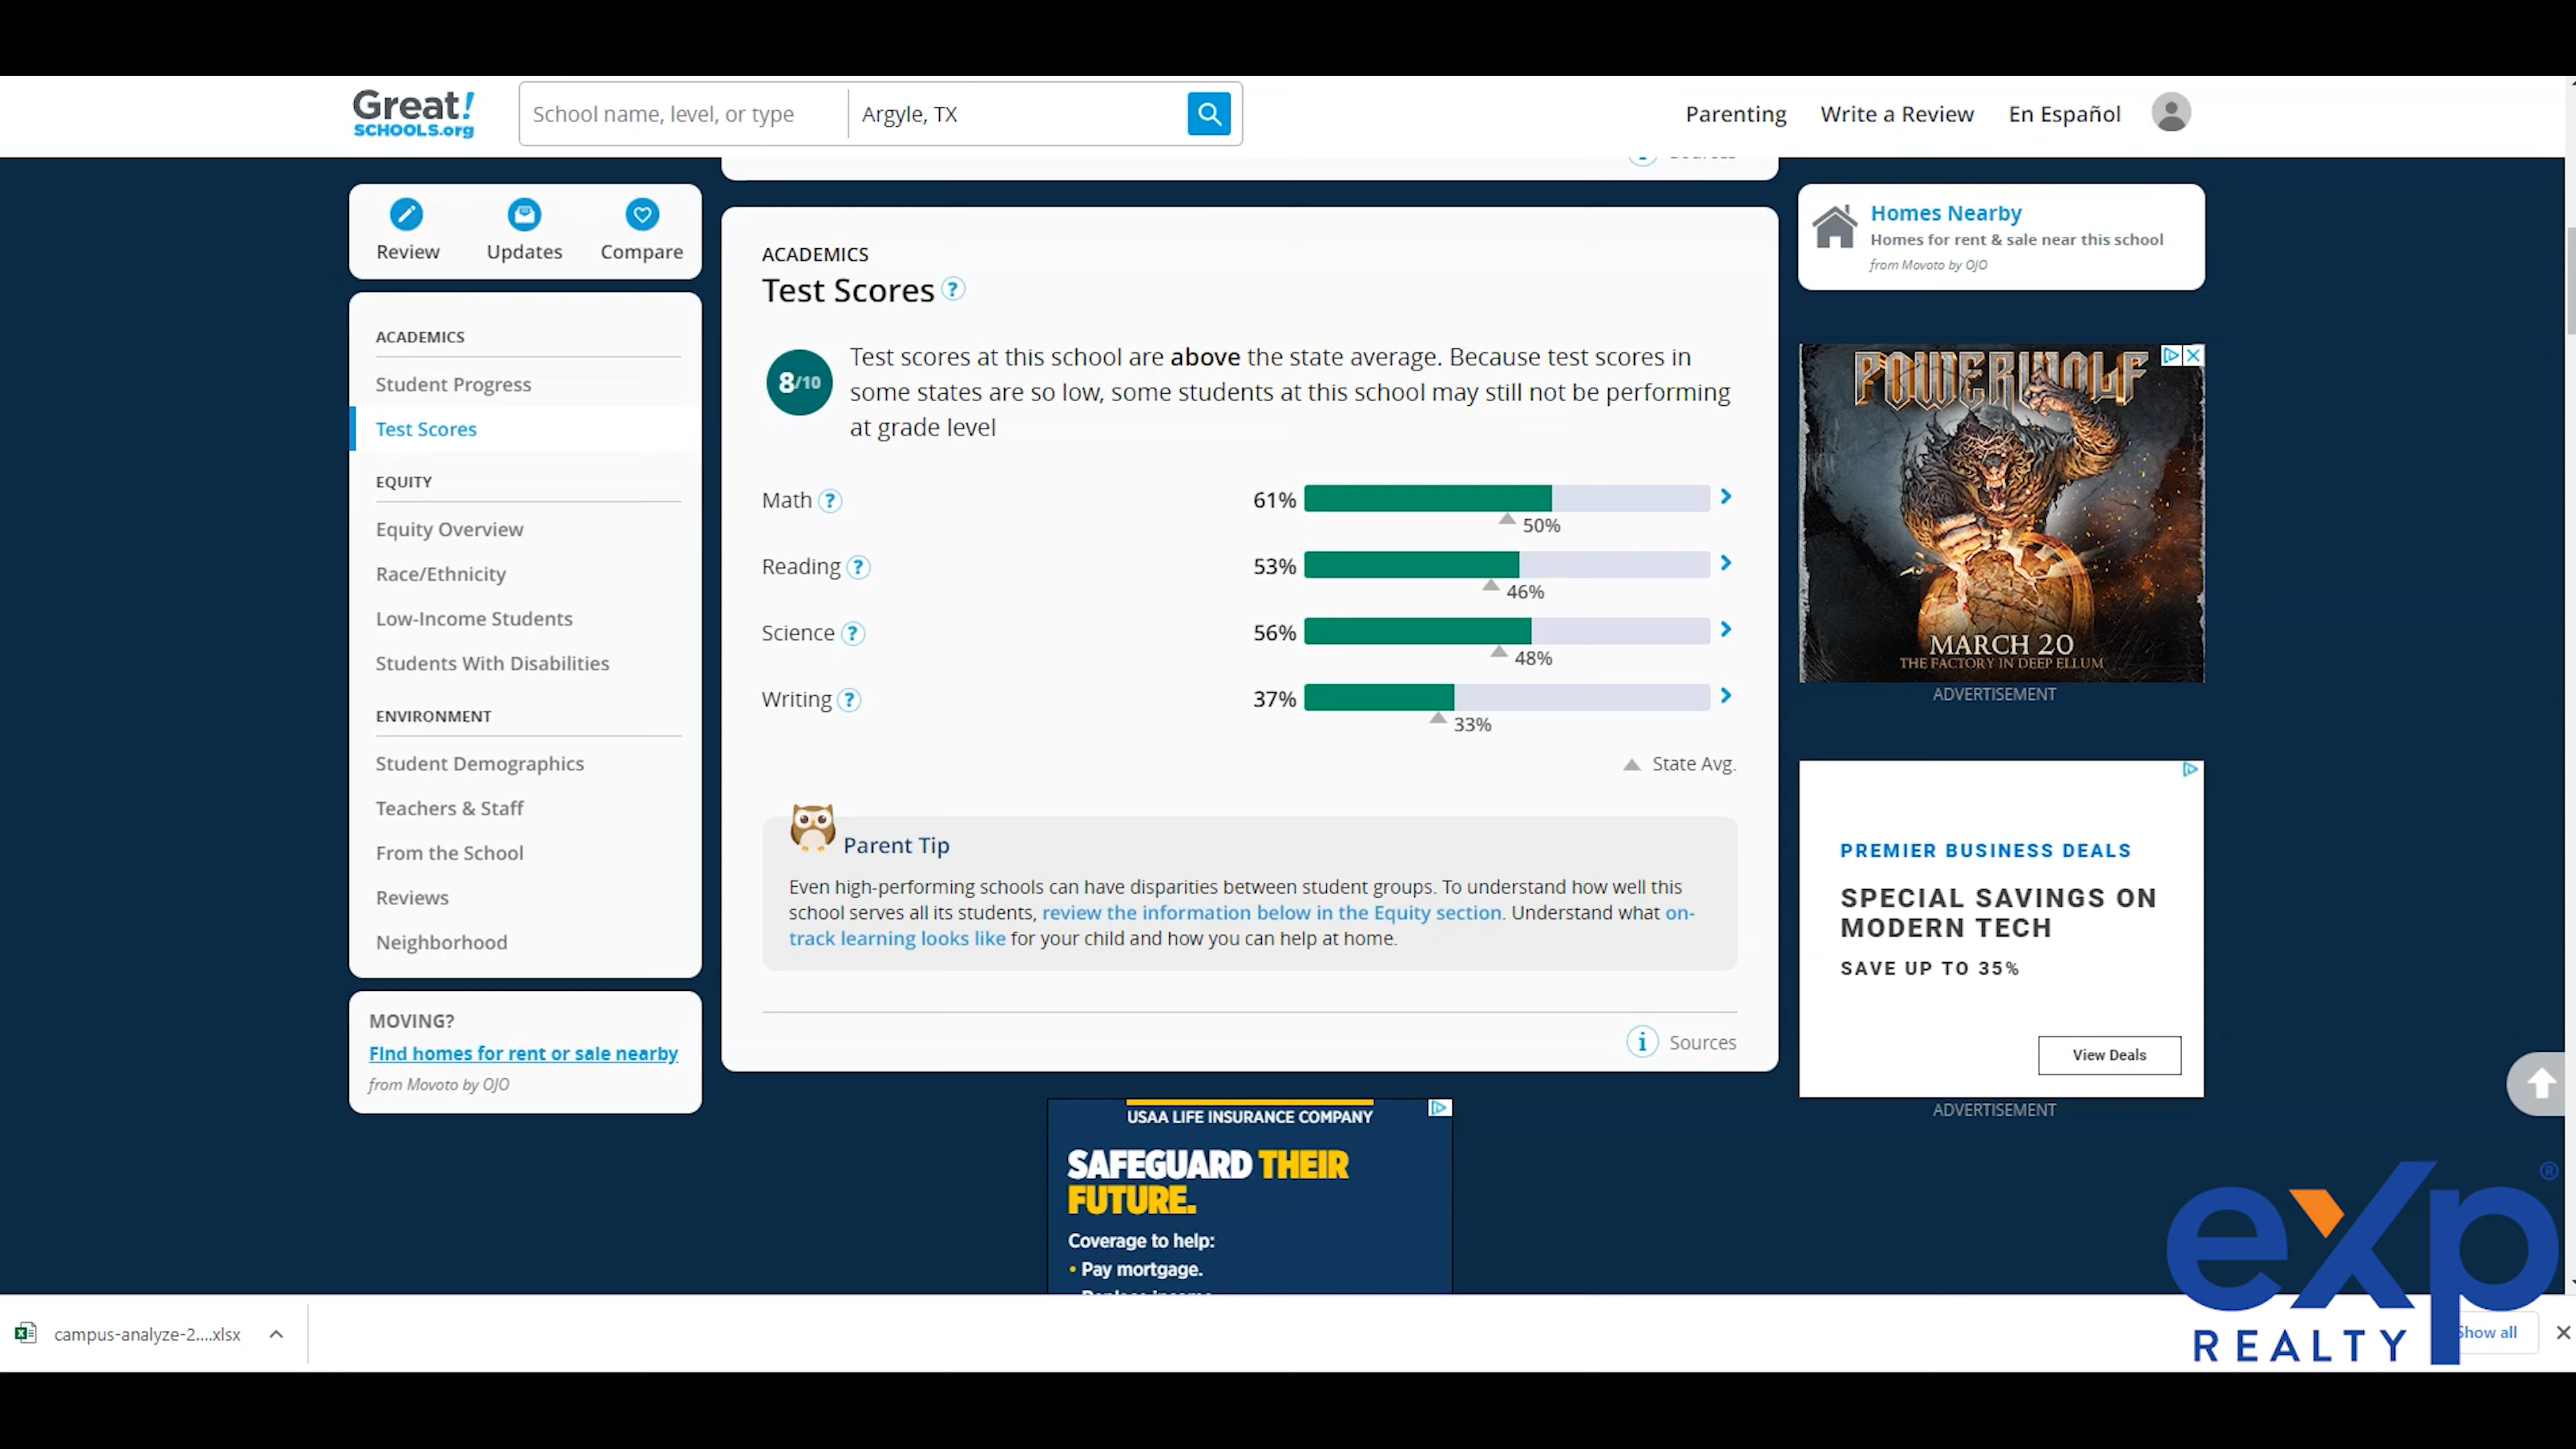 Great!
SCHOOLS.org
School name, level, or type
Argyle, TX
Parenting
Write a Review
En Español
Review
Updates
Compare
ACADEMICS
Student Progress
Test Scores
EQUITY
Equity Overview
Race/Ethnicity
Low-Income Students
Students With Disabilities
ENVIRONMENT
Student Demographics
Teachers & Staff
From the School
Reviews
Neighborhood
MOVING?
FInd homes for rent or sale nearby
from Movoto by OJO
ACADEMICS
Test Scores ?
8/10
Test scores at this school are above the state average. Because test scores in
some states are so low, some students at this school may still not be performing
at grade level
Math ? 61%
50%
Reading ? 53%
46%
Science ? 56%
48%
Writing ? 37%
33%
State Avg.
Parent Tip
Even high-performing schools can have disparities between student groups. To understand how well this
school serves all its students, review the information below in the Equity section. Understand what on-
track learning looks like for your child and how you can help at home.
i Sources
Homes Nearby
Homes for rent & sale near this school
from Movoto by OJO
POWERWOLF
MARCH 20
THE FACTORY IN DEEP ELLUM
ADVERTISEMENT
PREMIER BUSINESS DEALS
SPECIAL SAVINGS ON
MODERN TECH
SAVE UP TO 35%
View Deals
ADVERTISEMENT
USAA LIFE INSURANCE COMPANY
SAFEGUARD THEIR
FUTURE.
Coverage to help:
• Pay mortgage.
campus-analyze-2....xlsx
Show all
eXp®
REALTY